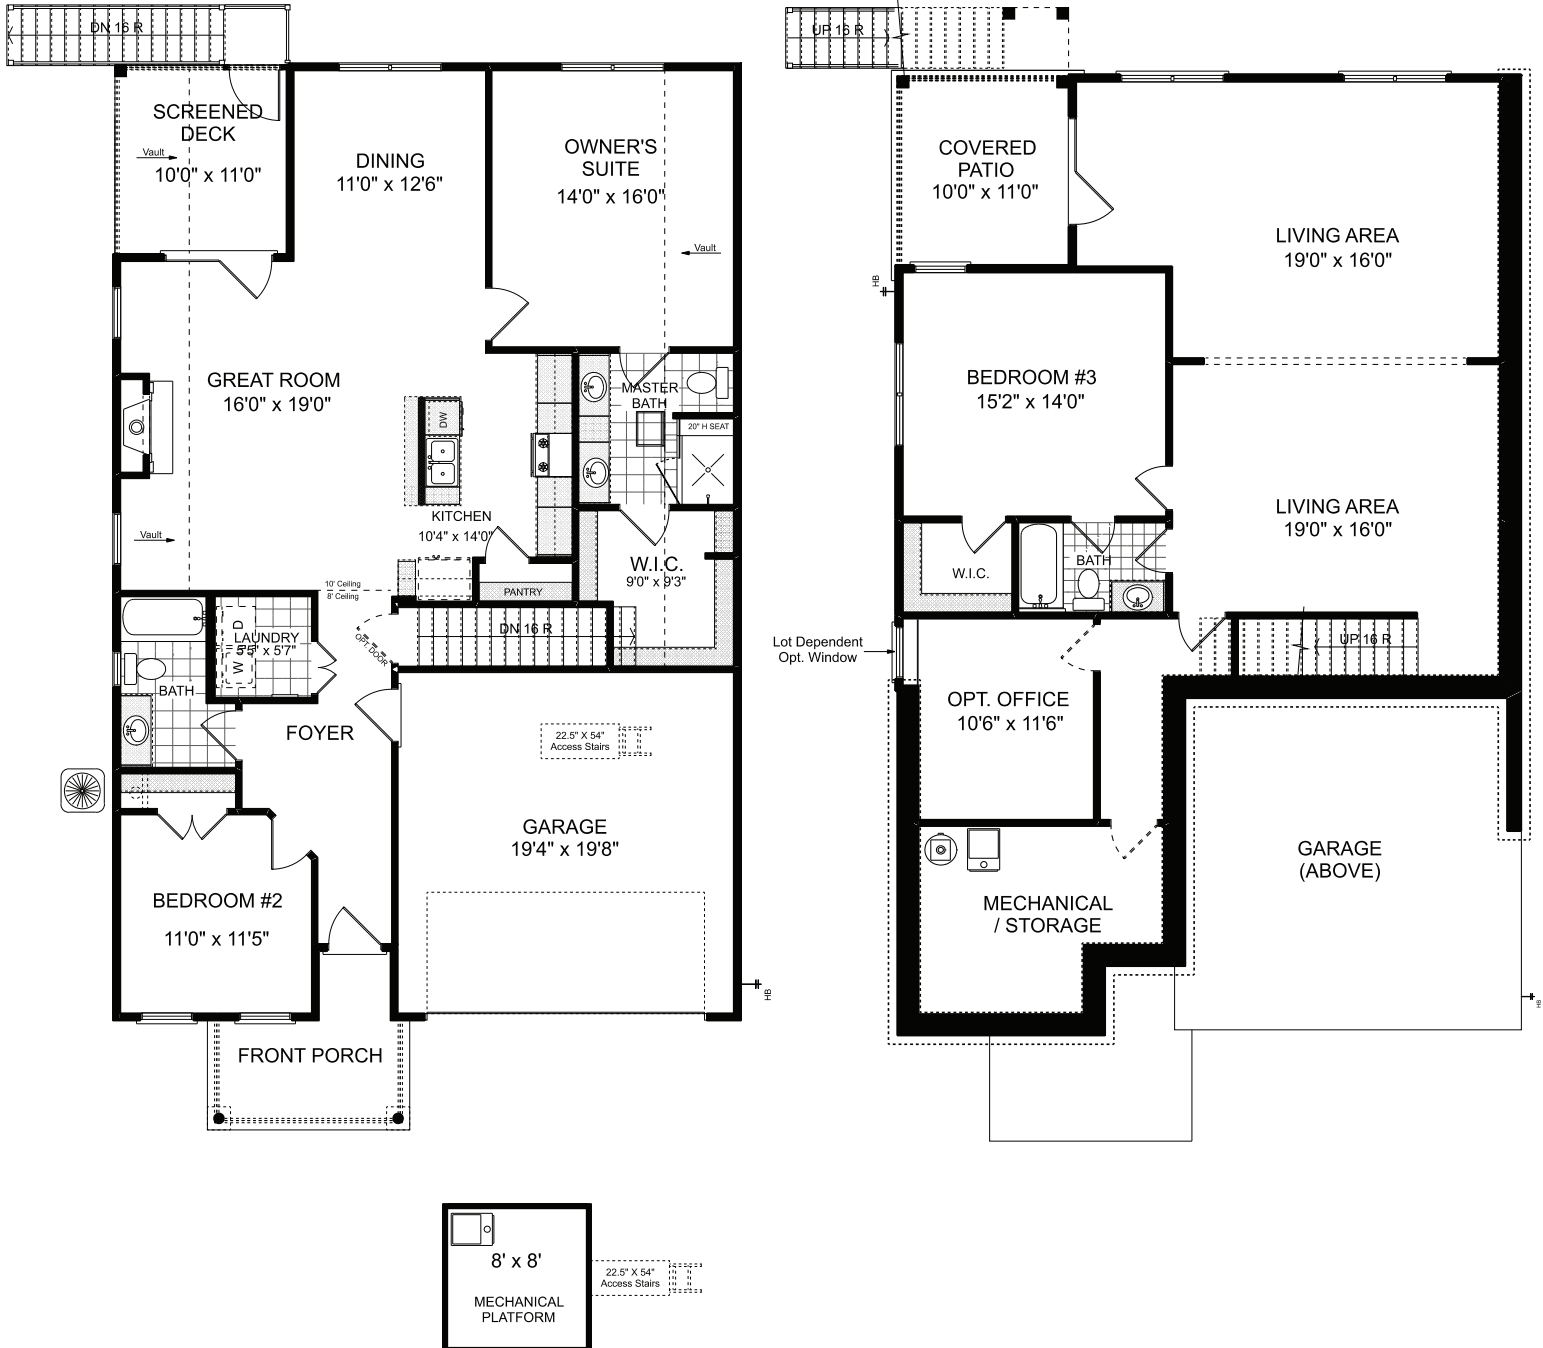 DN 16 R
SCREENED
DECK
Vault
10'0" x 11'0"
DINING
11'0" x 12'6"
OWNER'S
SUITE
14'0" x 16'0"
Vault
GREAT ROOM
16'0" x 19'0"
DW
MASTER
BATH
20" H SEAT
KITCHEN
10'4" x 14'0"
Vault
W.I.C.
9'0" x 9'3"
PANTRY
10' Ceiling
8' Ceiling
DN 16 R
OPT. DOOR
D
LAUNDRY
5'5" x 5'7"
W
BATH
FOYER
22.5" X 54"
Access Stairs
GARAGE
19'4" x 19'8"
BEDROOM #2
11'0" x 11'5"
HB
FRONT PORCH
8' x 8'
MECHANICAL
PLATFORM
22.5" X 54"
Access Stairs
UP 16 R
COVERED
PATIO
10'0" x 11'0"
LIVING AREA
19'0" x 16'0"
HB
BEDROOM #3
15'2" x 14'0"
LIVING AREA
19'0" x 16'0"
W.I.C.
BATH
Lot Dependent
Opt. Window
UP 16 R
OPT. OFFICE
10'6" x 11'6"
MECHANICAL
/ STORAGE
GARAGE
(ABOVE)
HB